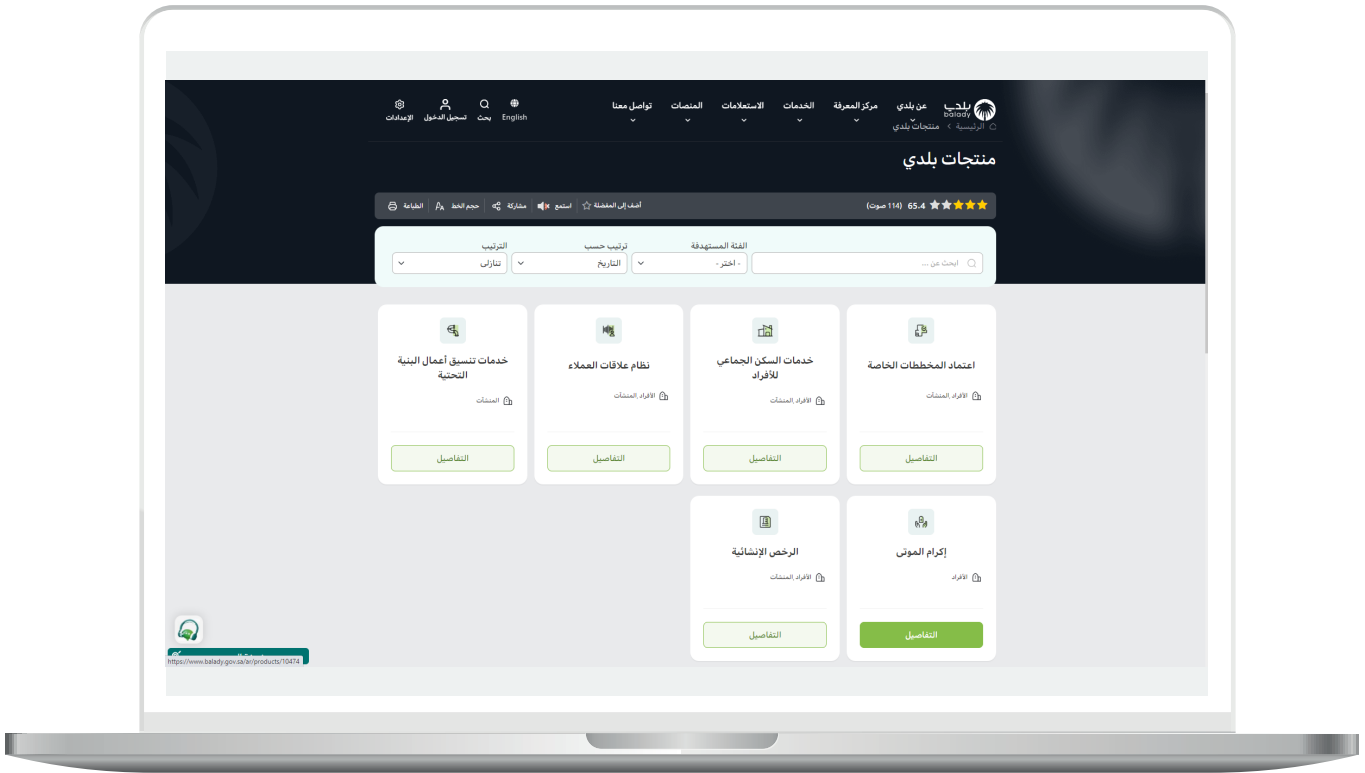 بلدي
balady
عن بلدي
مركز المعرفة
الخدمات
الاستعلامات
المنصات
تواصل معنا
English
بحث
تسجيل الدخول
الإعدادات
الرئيسية > منتجات بلدي
منتجات بلدي
65.4 (114 صوت)
أضف إلى المفضلة
استمع
مشاركة
حجم الخط
الطباعة
الفئة المستهدفة
ترتيب حسب
الترتيب
ابحث عن ...
- اختر -
التاريخ
تنازلى
اعتماد المخططات الخاصة
الأفراد ,المنشآت
التفاصيل
خدمات السكن الجماعي
للأفراد
الأفراد ,المنشآت
التفاصيل
نظام علاقات العملاء
الأفراد ,المنشآت
التفاصيل
خدمات تنسيق أعمال البنية
التحتية
المنشآت
التفاصيل
إكرام الموتى
الأفراد
التفاصيل
الرخص الإنشائية
الأفراد ,المنشآت
التفاصيل
https://www.balady.gov.sa/ar/products/10474